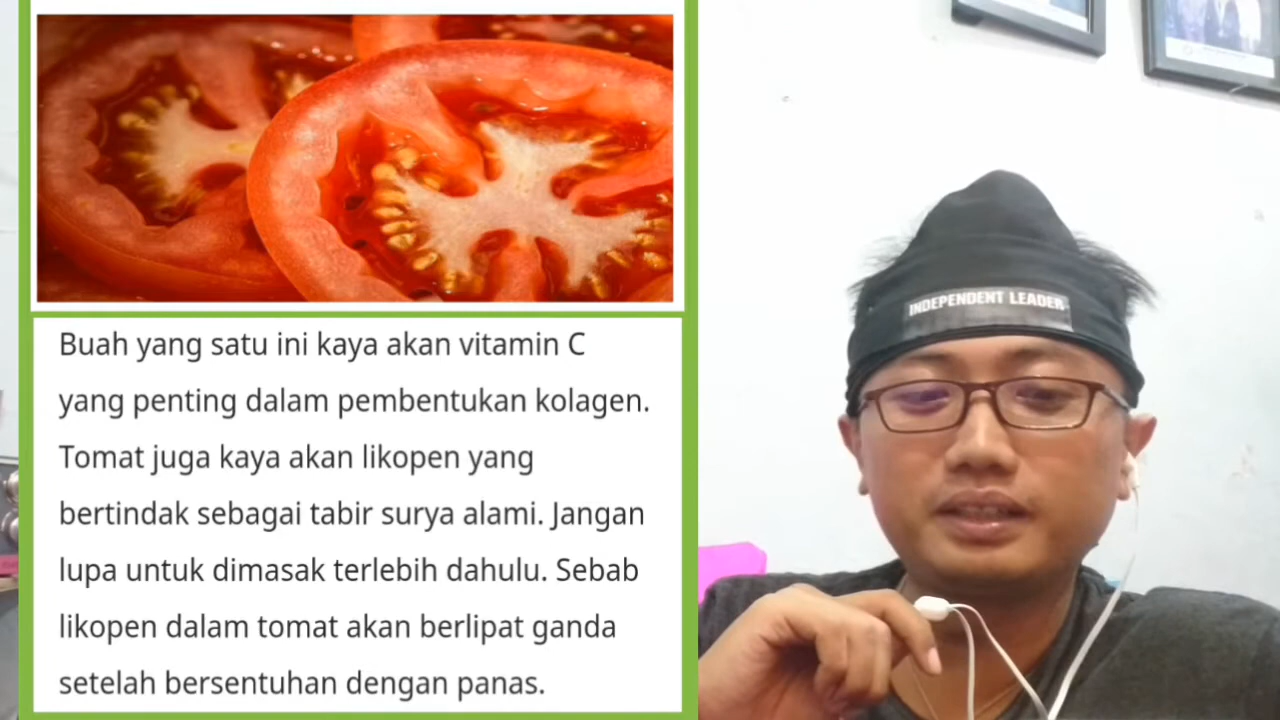 Buah yang satu ini kaya akan vitamin C
yang penting dalam pembentukan kolagen.
Tomat juga kaya akan likopen yang
bertindak sebagai tabir surya alami. Jangan
lupa untuk dimasak terlebih dahulu. Sebab
likopen dalam tomat akan berlipat ganda
setelah bersentuhan dengan panas.
INDEPENDENT LEADER